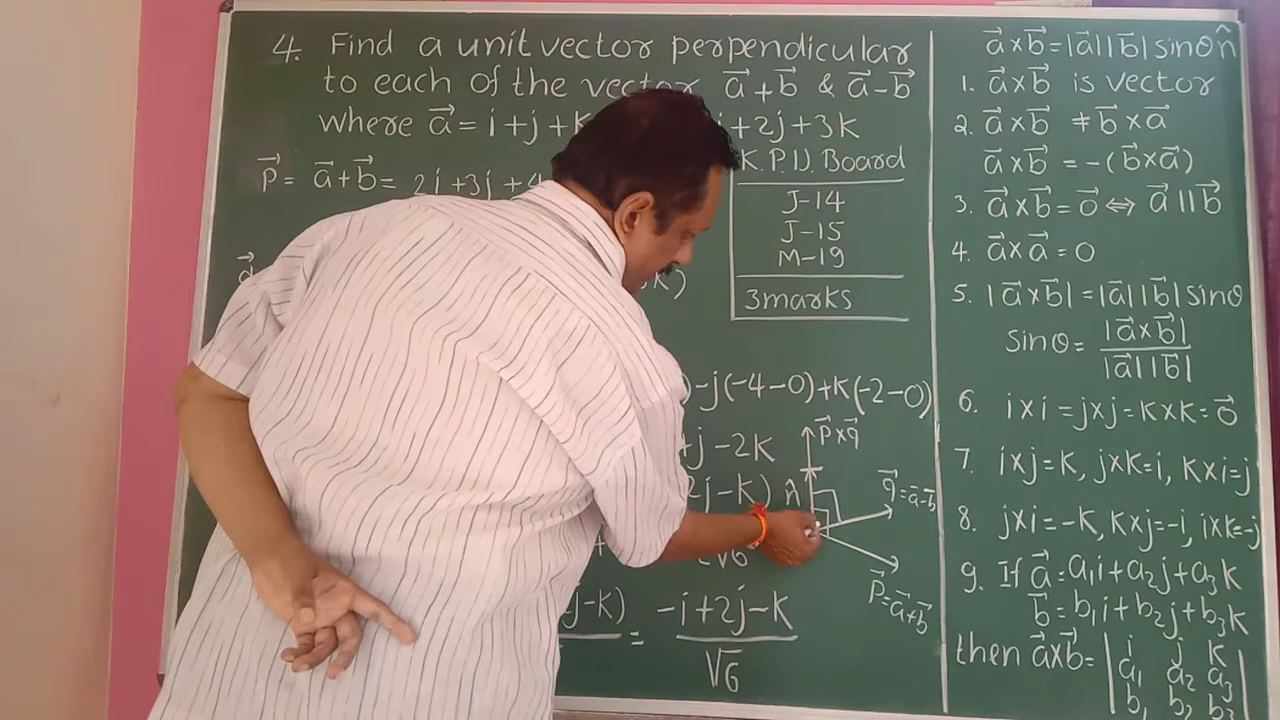 4. Find a unit vector perpendicular
to each of the vector a⃗+b⃗ & a⃗-b⃗
where a⃗ = i+j+k i+2j+3k
P⃗ = a⃗+b⃗ = 2i+3j+4
K)
K.P.U. Board
J-14
J-15
M-19
3marks
)-j(-4-0)+k(-2-0)
j-2k
2j-k)
√6
j-k) = -i+2j-k / √6
p⃗×q⃗
n̂
q⃗=a⃗-b⃗
P⃗=a⃗+b⃗
a⃗×b⃗=|a⃗||b⃗|sinθn̂
1. a⃗×b⃗ is vector
2. a⃗×b⃗ ≠ b⃗×a⃗
a⃗×b⃗ = -(b⃗×a⃗)
3. a⃗×b⃗=0⃗ ⇔ a⃗||b⃗
4. a⃗×a⃗=0
5. |a⃗×b⃗|=|a⃗||b⃗|sinθ
sinθ= |a⃗×b⃗| / |a⃗||b⃗|
6. i×i=j×j=k×k=0⃗
7. i×j=k, j×k=i, k×i=j
8. j×i=-k, k×j=-i, i×k=-j
9. If a⃗=a₁i+a₂j+a₃k
b⃗=b₁i+b₂j+b₃k
then a⃗×b⃗= | i j k
a₁ a₂ a₃
b₁ b₂ b₃ |